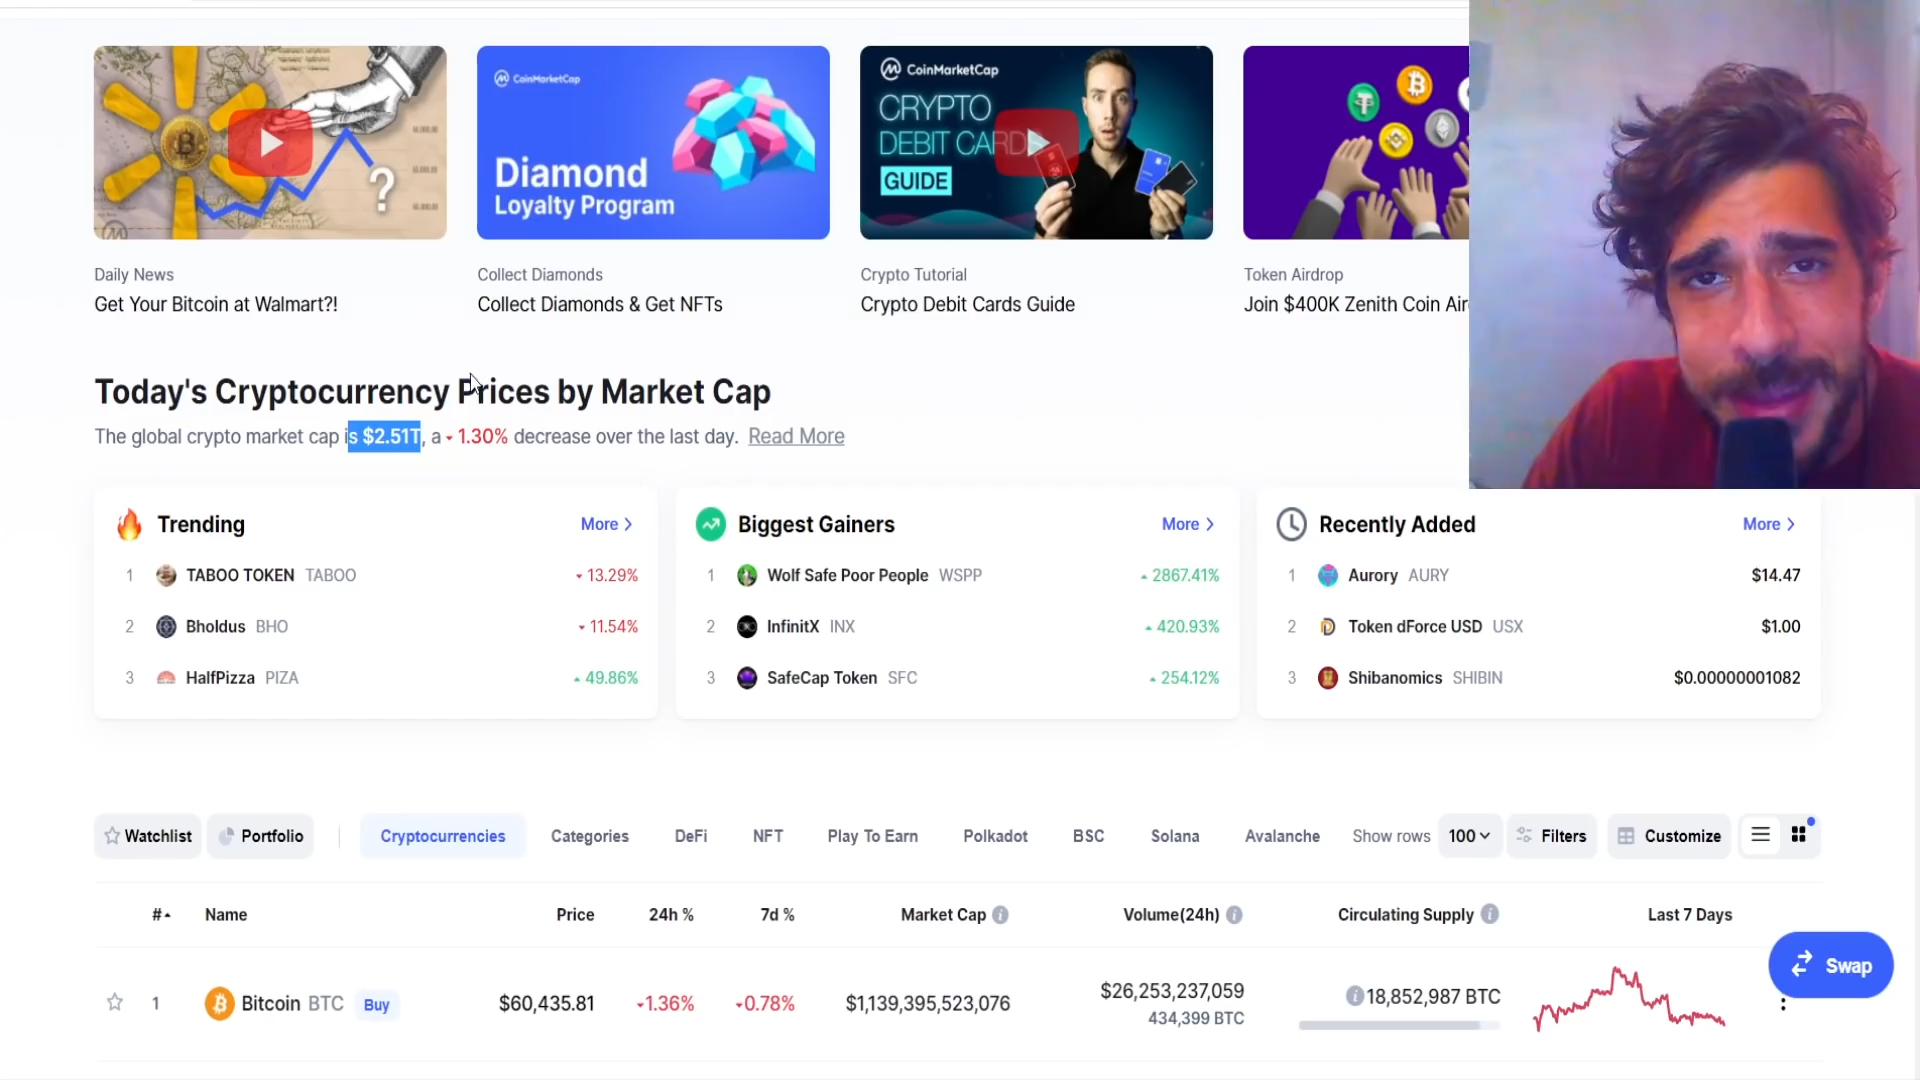 CoinMarketCap
Diamond
Loyalty Program
CoinMarketCap
CRYPTO
DEBIT CARDS
GUIDE
?
Daily News
Get Your Bitcoin at Walmart?!
Collect Diamonds
Collect Diamonds & Get NFTs
Crypto Tutorial
Crypto Debit Cards Guide
Token Airdrop
Join $400K Zenith Coin Air
Today's Cryptocurrency Prices by Market Cap
The global crypto market cap is $2.51T, a 1.30% decrease over the last day. Read More
Trending More
1 TABOO TOKEN TABOO 13.29%
2 Bholdus BHO 11.54%
3 HalfPizza PIZA 49.86%
Biggest Gainers More
1 Wolf Safe Poor People WSPP 2867.41%
2 InfinitX INX 420.93%
3 SafeCap Token SFC 254.12%
Recently Added More
1 Aurory AURY $14.47
2 Token dForce USD USX $1.00
3 Shibanomics SHIBIN $0.00000001082
Watchlist Portfolio Cryptocurrencies Categories DeFi NFT Play To Earn Polkadot BSC Solana Avalanche Show rows 100 Filters Customize
# Name Price 24h % 7d % Market Cap Volume(24h) Circulating Supply Last 7 Days
Swap
1 Bitcoin BTC Buy $60,435.81 1.36% 0.78% $1,139,395,523,076 $26,253,237,059 18,852,987 BTC
434,399 BTC